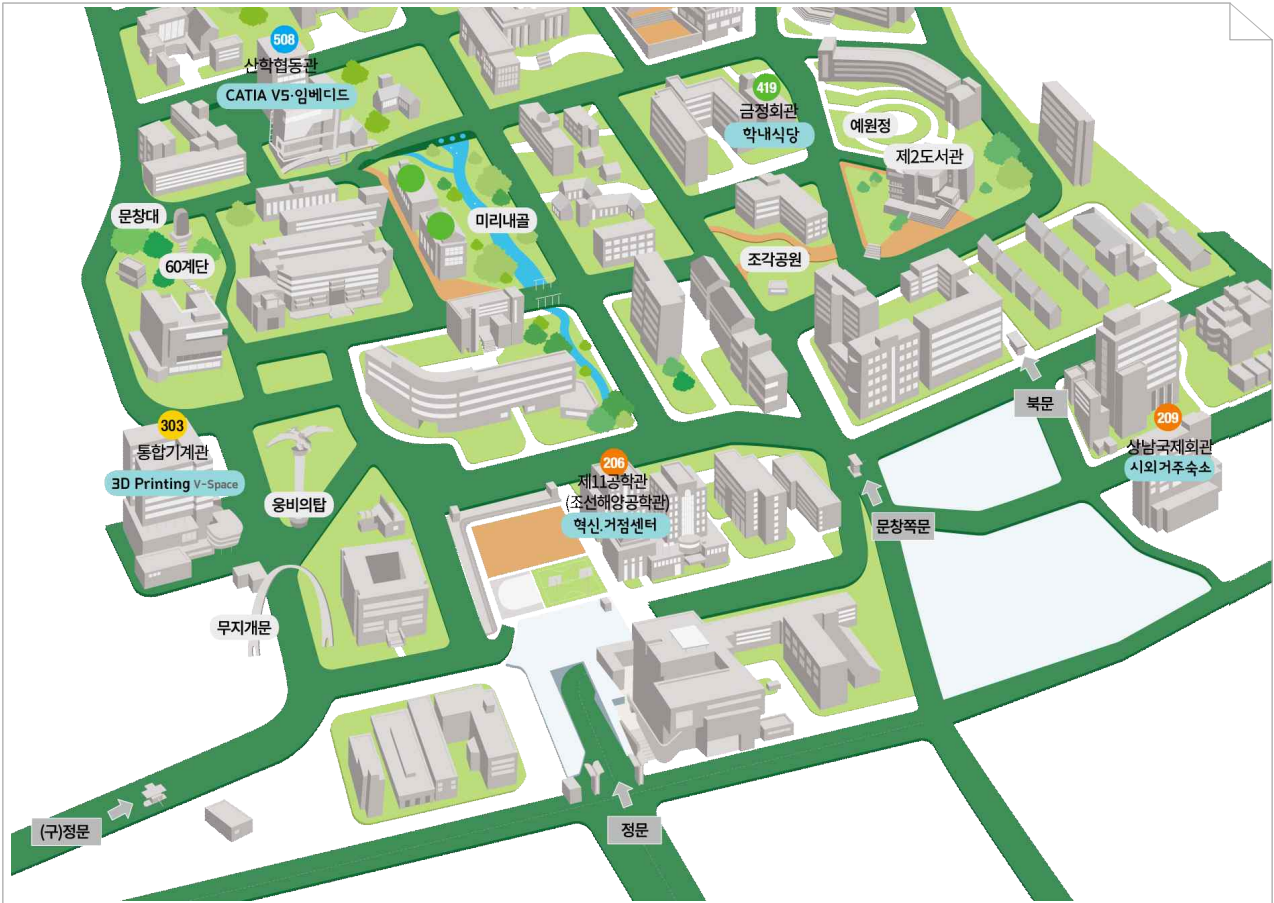 508
산학협동관
CATIA V5·임베디드
419
금정회관
학내식당
예원정
제2도서관
문창대
미리내골
60계단
조각공원
북문
303
통합기계관
3D Printing V-Space
웅비의탑
206
제11공학관
(조선해양공학관)
혁신.거점센터
209
상남국제회관
시외거주숙소
문창쪽문
무지개문
(구)정문
정문